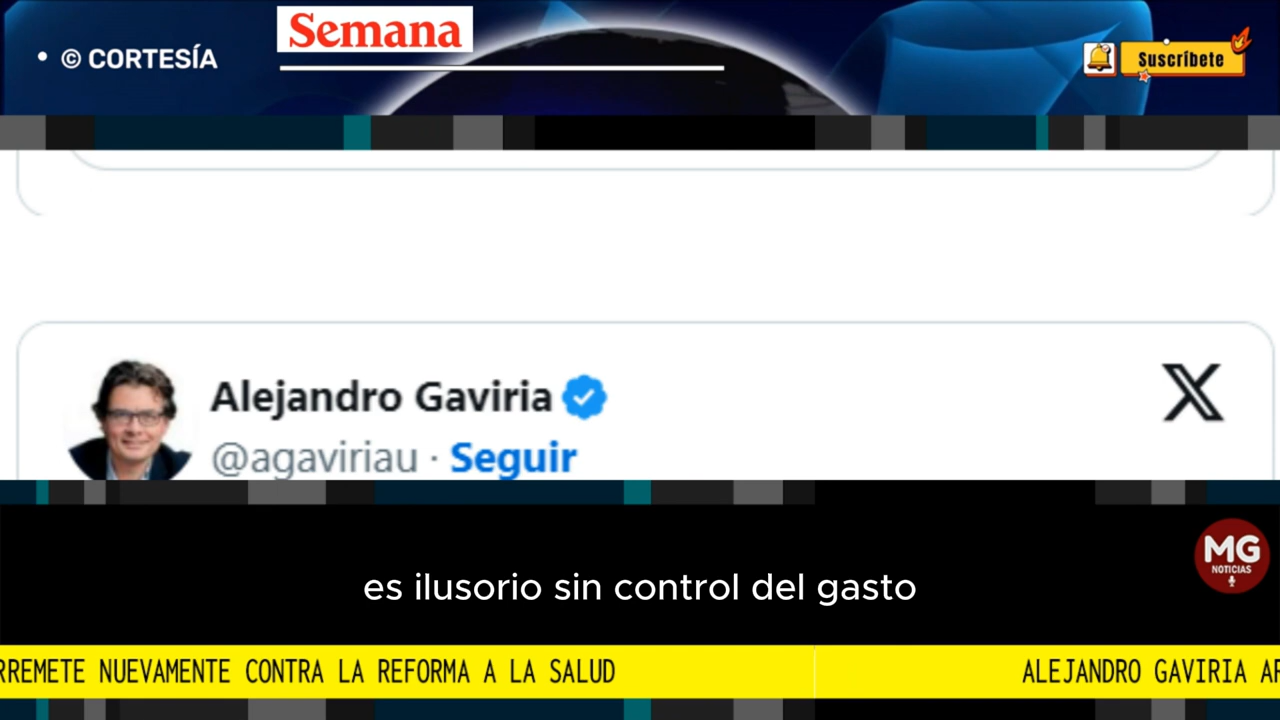 Semana
• © CORTESÍA
Suscríbete
Alejandro Gaviria
@agaviriau · Seguir
MG
NOTICIAS
es ilusorio sin control del gasto
RREMETE NUEVAMENTE CONTRA LA REFORMA A LA SALUD
ALEJANDRO GAVIRIA AR